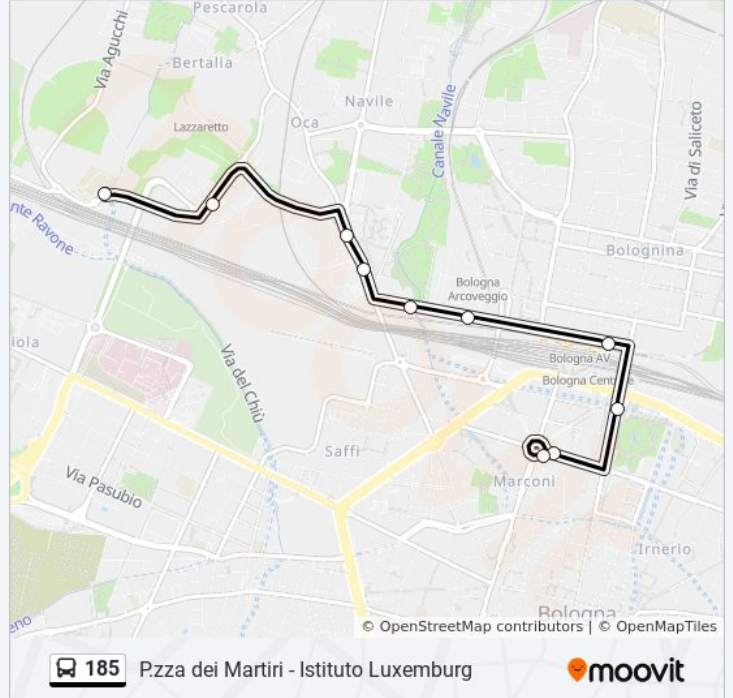 Pescarola
Via Agucchi
Bertalia
Navile
Lazzaretto
Oca
Canale Navile
Via di Saliceto
nte Ravone
Bolognina
Bologna
Arcoveggio
iola
Bologna AV
Bologna Centrale
Via del Chiù
Saffi
Via Pasubio
Marconi
Irnerio
Bologna
eno
© OpenStreetMap contributors | © OpenMapTiles
185 P.zza dei Martiri - Istituto Luxemburg
moovit